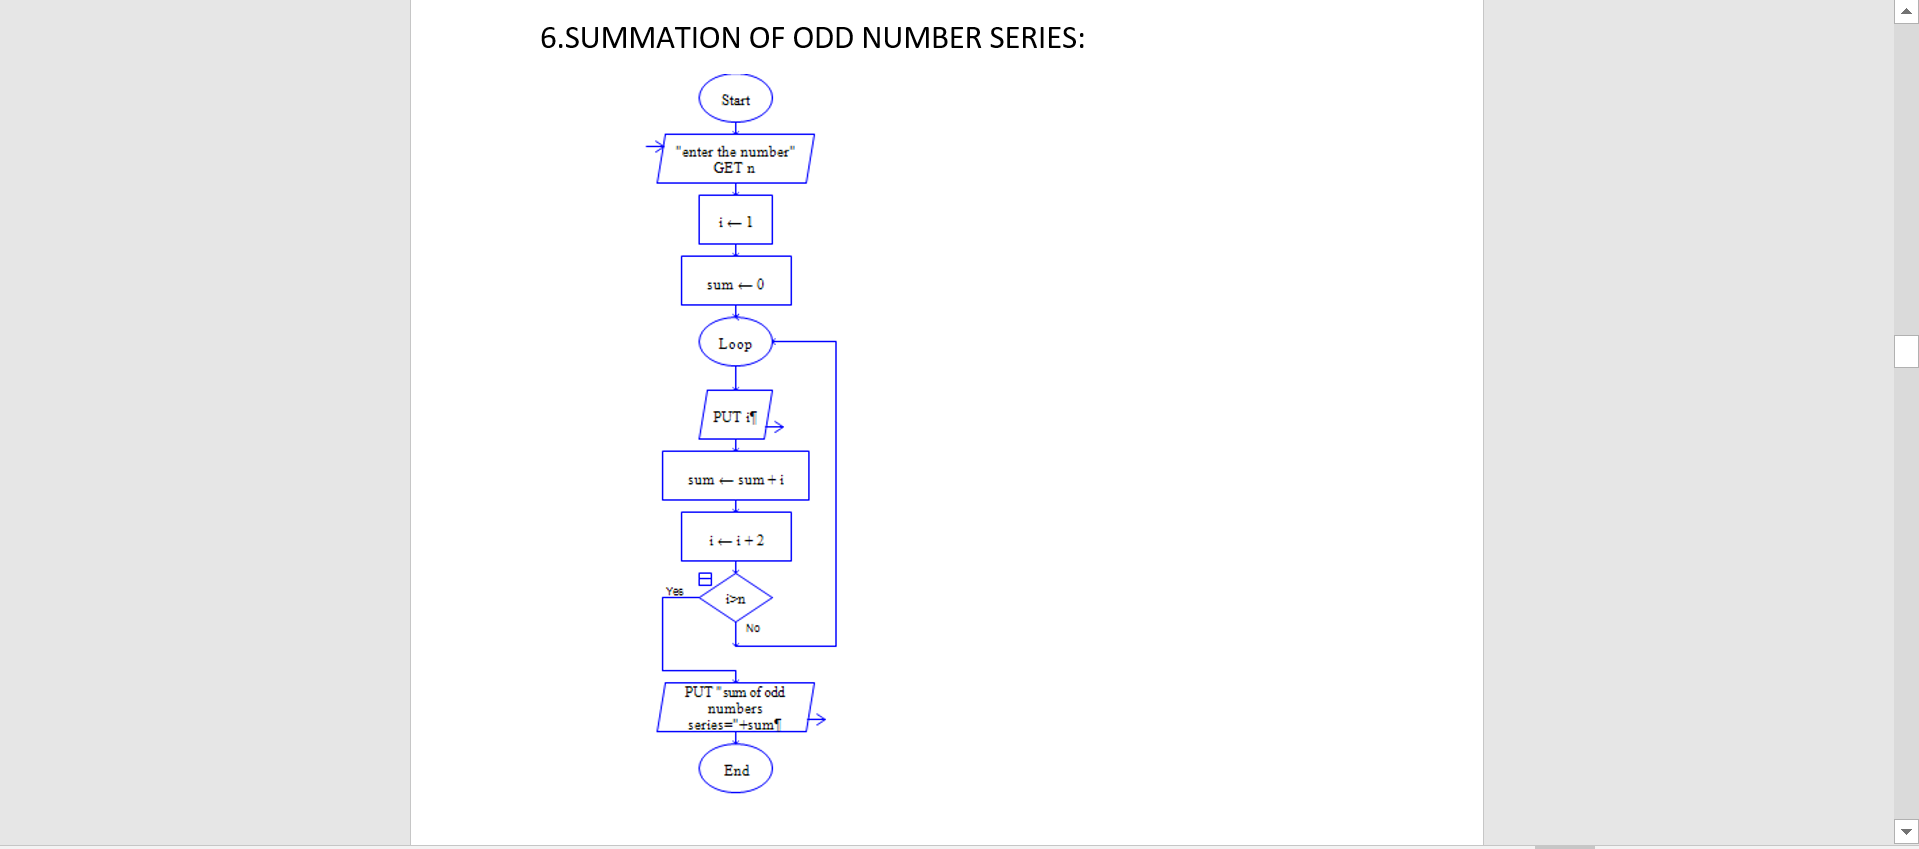 6.SUMMATION OF ODD NUMBER SERIES:
Start
"enter the number"
GET n
i ← 1
sum ← 0
Loop
PUT i¶
sum ← sum+i
i ← i+2
Yes
i>n
No
PUT "sum of odd
numbers
series="+sum¶
End